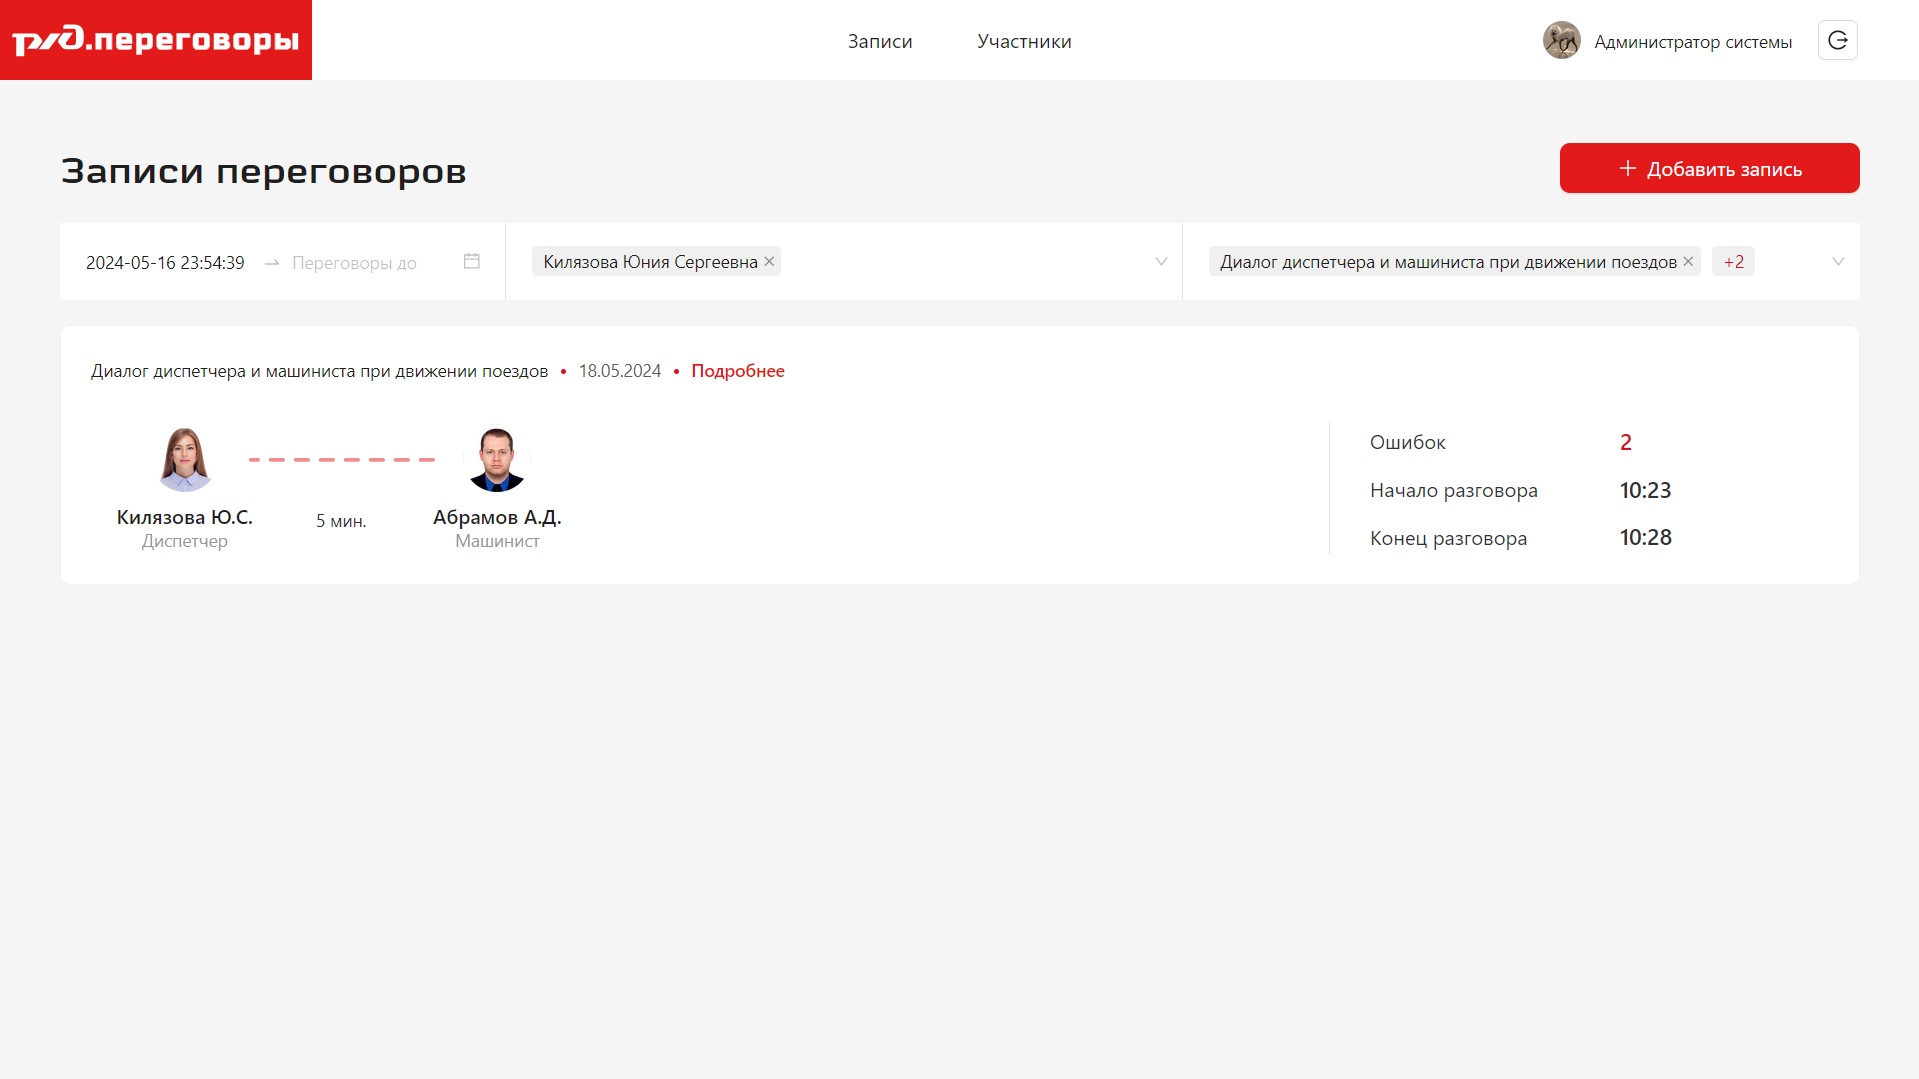 ржд.переговоры
Записи
Участники
Администратор системы
Записи переговоров
+ Добавить запись
2024-05-16 23:54:39
Переговоры до
Килязова Юния Сергеевна
Диалог диспетчера и машиниста при движении поездов
+2
Диалог диспетчера и машиниста при движении поездов • 18.05.2024 • Подробнее
Килязова Ю.С.
Диспетчер
5 мин.
Абрамов А.Д.
Машинист
Ошибок 2
Начало разговора 10:23
Конец разговора 10:28